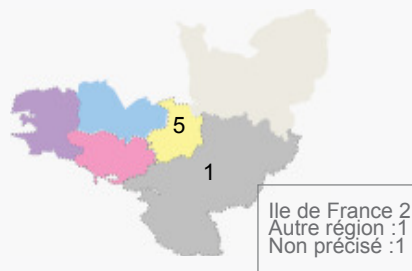 5
1
Ile de France 2
Autre région :1
Non précisé :1